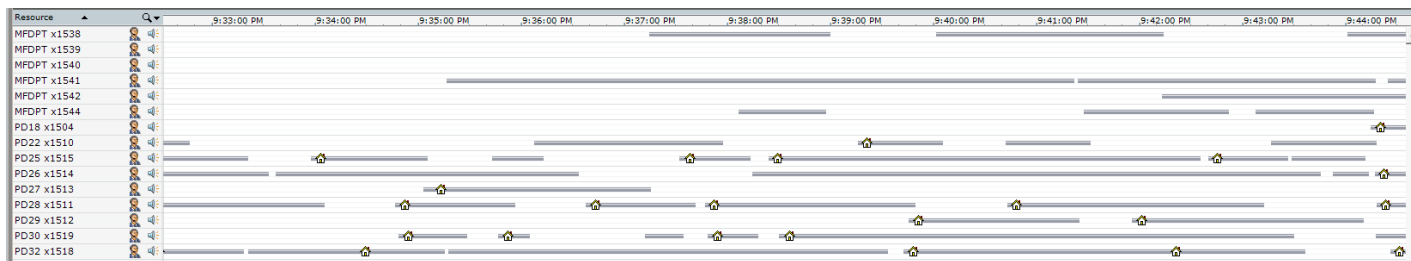 Resource 9:33:00 PM 9:34:00 PM 9:35:00 PM 9:36:00 PM 9:37:00 PM 9:38:00 PM 9:39:00 PM 9:40:00 PM 9:41:00 PM 9:42:00 PM 9:43:00 PM 9:44:00 PM
MFDPT x1538
MFDPT x1539
MFDPT x1540
MFDPT x1541
MFDPT x1542
MFDPT x1544
PD18 x1504
PD22 x1510
PD25 x1515
PD26 x1514
PD27 x1513
PD28 x1511
PD29 x1512
PD30 x1519
PD32 x1518